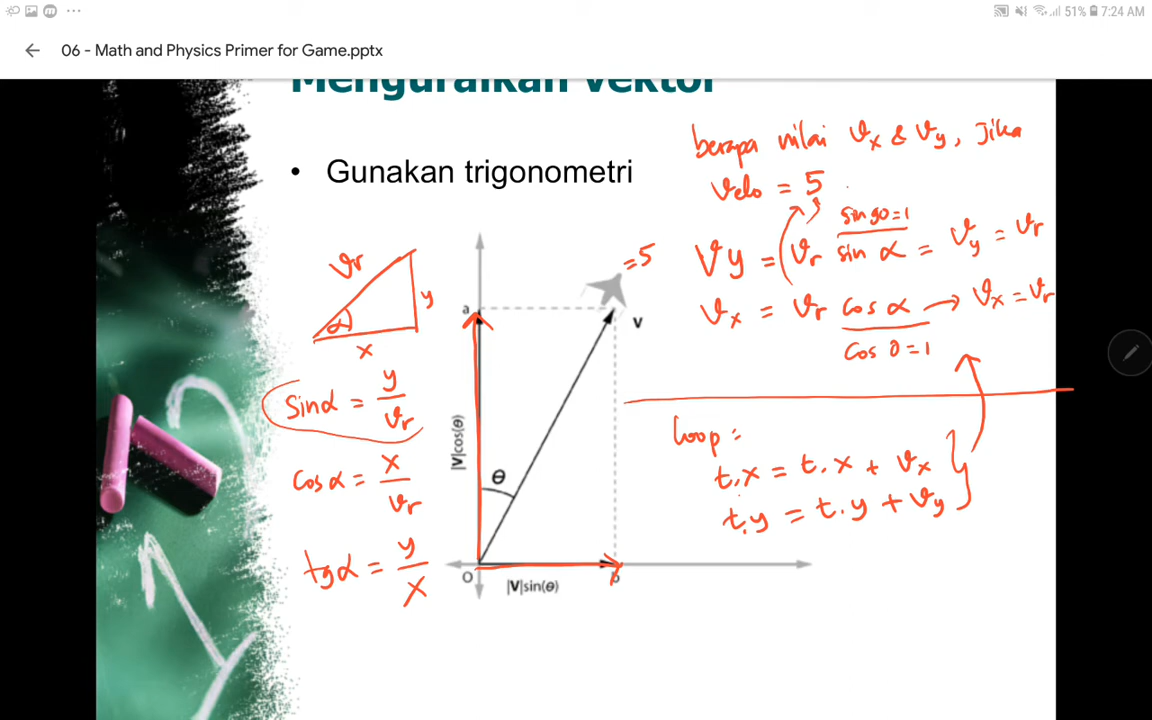 51% 7:24 AM
06 - Math and Physics Primer for Game.pptx
Menguraikan vektor
• Gunakan trigonometri
berapa nilai vx & vy, jika
velo = 5
sin 90 = 1
Vy = vr sin α = vy = vr
vx = vr cos α → vx = vr
cos 0 = 1
= 5
vr
y
α
x
a
v
sin α = y/vr
cos α = x/vr
tg α = y/x
|V|cos(θ)
θ
O
|V|sin(θ)
loop :
t.x = t.x + vx
t.y = t.y + vy